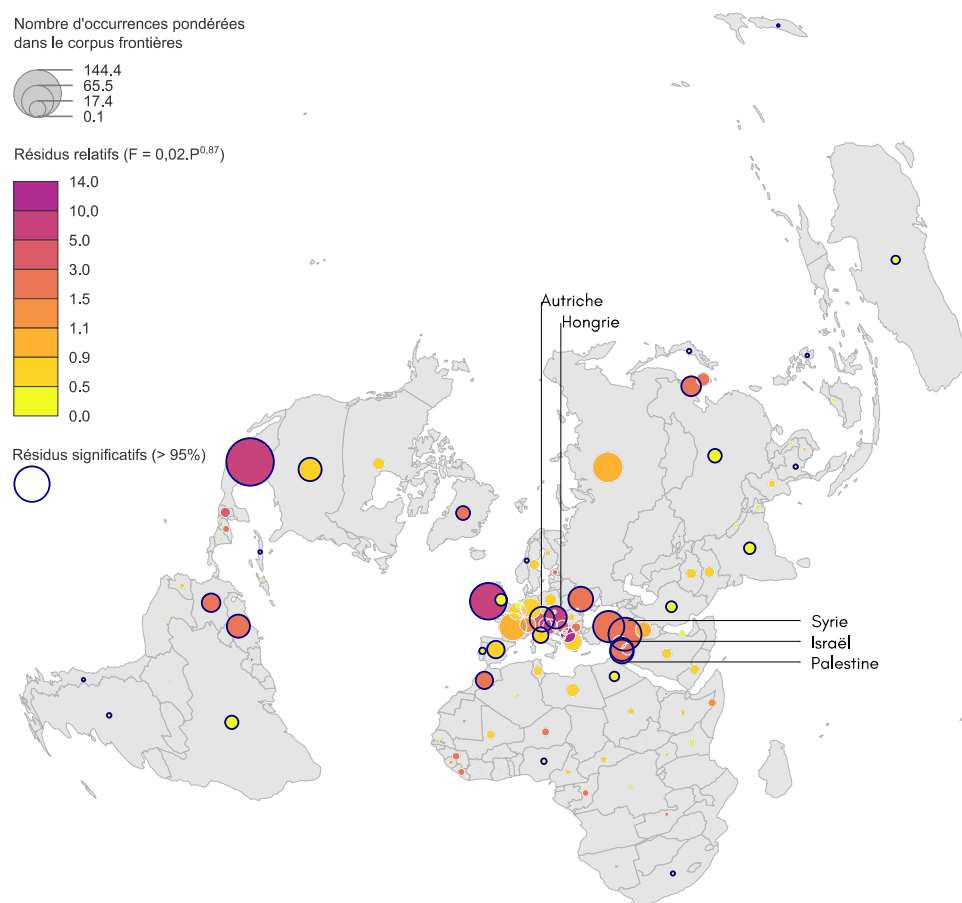 Nombre d'occurrences pondérées
dans le corpus frontières
144.4
65.5
17.4
0.1
Résidus relatifs (F = 0,02.P^0,87)
14.0
10.0
5.0
3.0
1.5
1.1
0.9
0.5
0.0
Résidus significatifs (> 95%)
Autriche
Hongrie
Syrie
Israël
Palestine